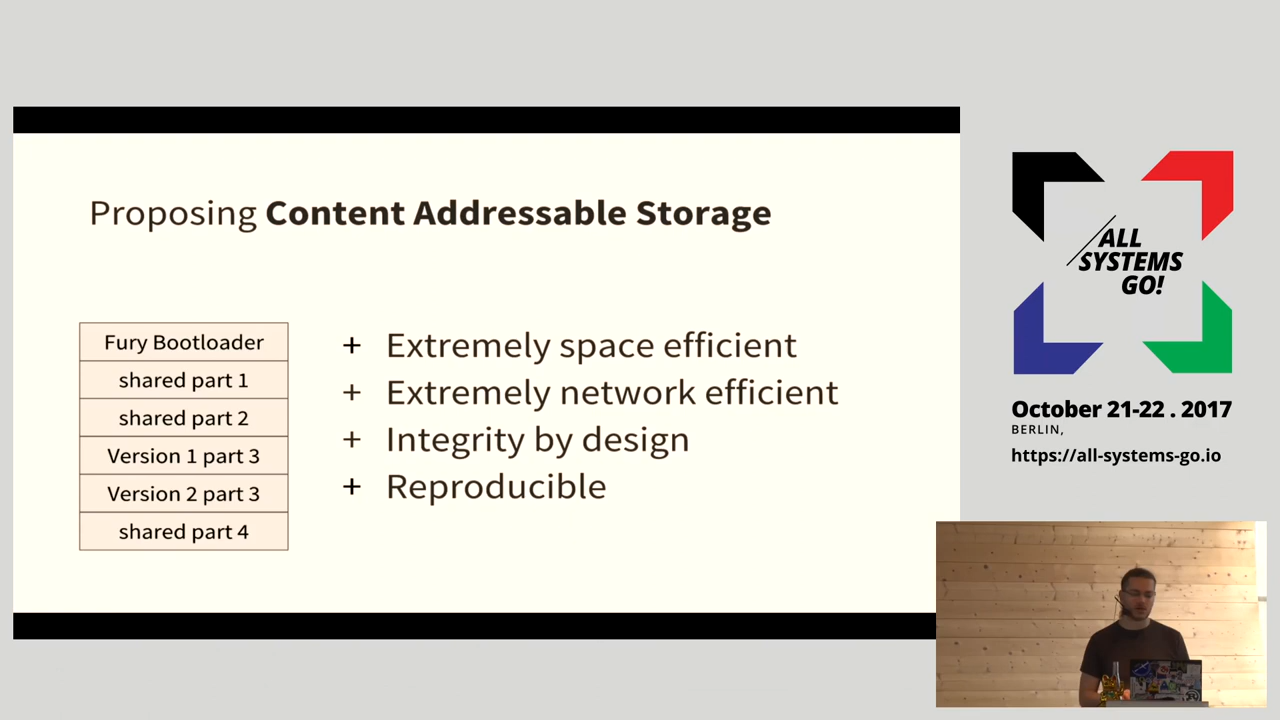 Proposing Content Addressable Storage
Fury Bootloader
shared part 1
shared part 2
Version 1 part 3
Version 2 part 3
shared part 4
+ Extremely space efficient
+ Extremely network efficient
+ Integrity by design
+ Reproducible
ALL
SYSTEMS
GO!
October 21-22 . 2017
BERLIN,
https://all-systems-go.io